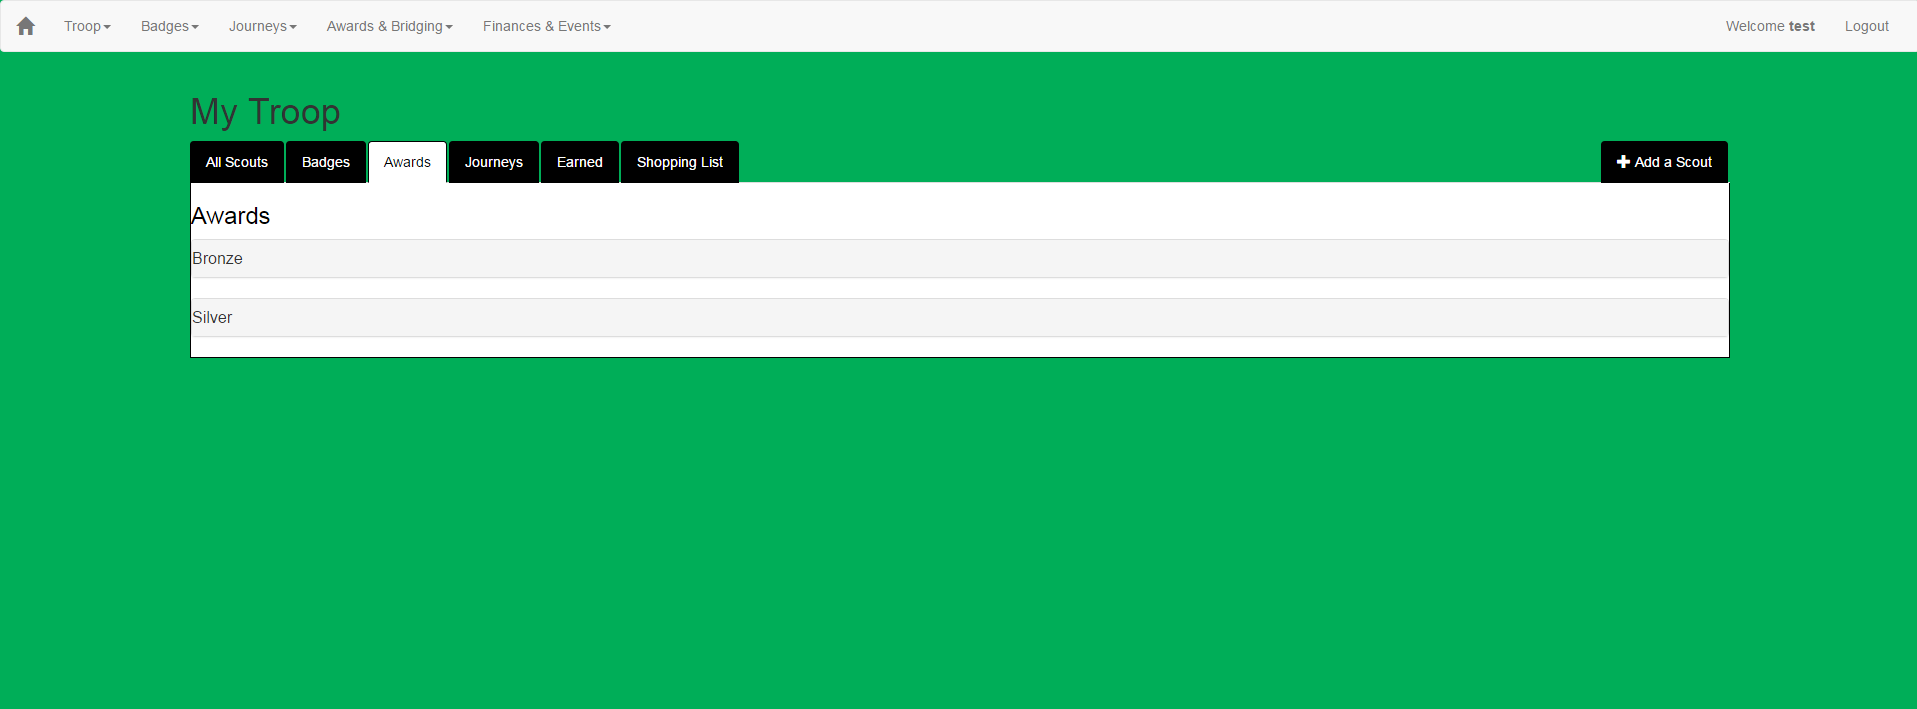 Troop Badges Journeys Awards & Bridging Finances & Events Welcome test Logout
My Troop
All Scouts Badges Awards Journeys Earned Shopping List Add a Scout
Awards
Bronze
Silver